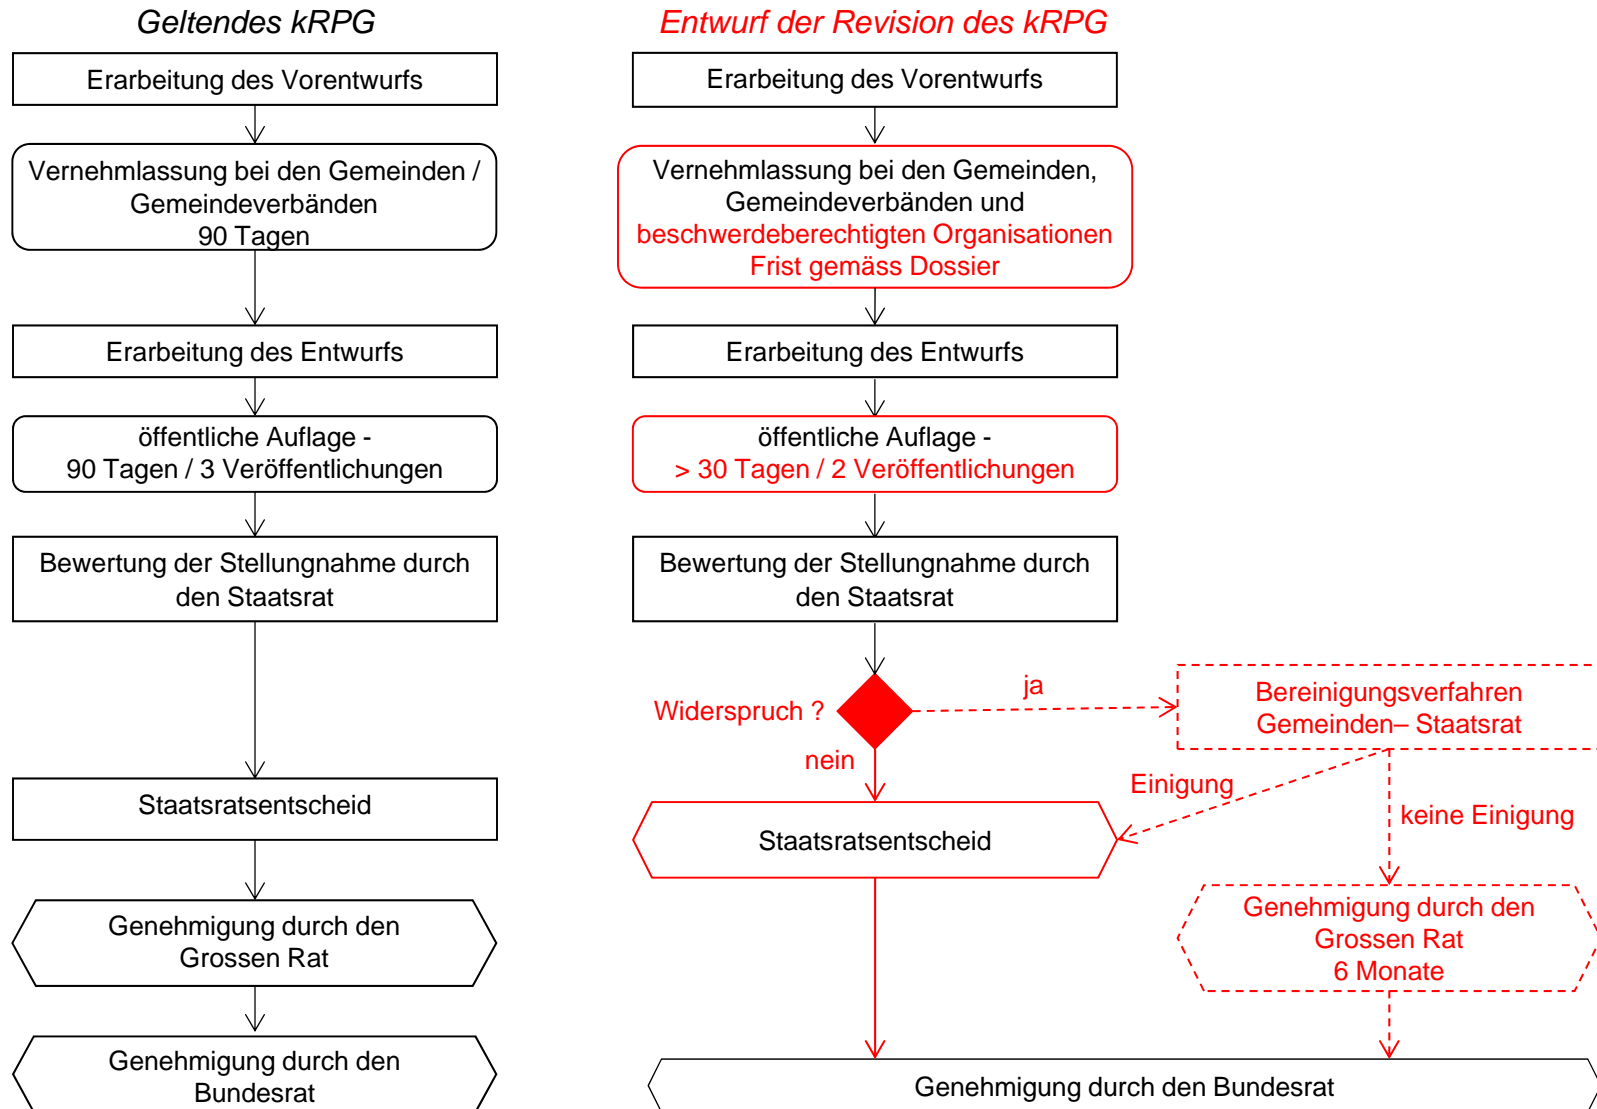 Geltendes kRPG
Erarbeitung des Vorentwurfs
Vernehmlassung bei den Gemeinden /
Gemeindeverbänden
90 Tagen
Erarbeitung des Entwurfs
öffentliche Auflage -
90 Tagen / 3 Veröffentlichungen
Bewertung der Stellungnahme durch
den Staatsrat
Staatsratsentscheid
Genehmigung durch den
Grossen Rat
Genehmigung durch den
Bundesrat
Entwurf der Revision des kRPG
Erarbeitung des Vorentwurfs
Vernehmlassung bei den Gemeinden,
Gemeindeverbänden und
beschwerdeberechtigten Organisationen
Frist gemäss Dossier
Erarbeitung des Entwurfs
öffentliche Auflage -
> 30 Tagen / 2 Veröffentlichungen
Bewertung der Stellungnahme durch
den Staatsrat
Widerspruch ?
ja
Bereinigungsverfahren
Gemeinden– Staatsrat
nein
Einigung
keine Einigung
Staatsratsentscheid
Genehmigung durch den
Grossen Rat
6 Monate
Genehmigung durch den Bundesrat